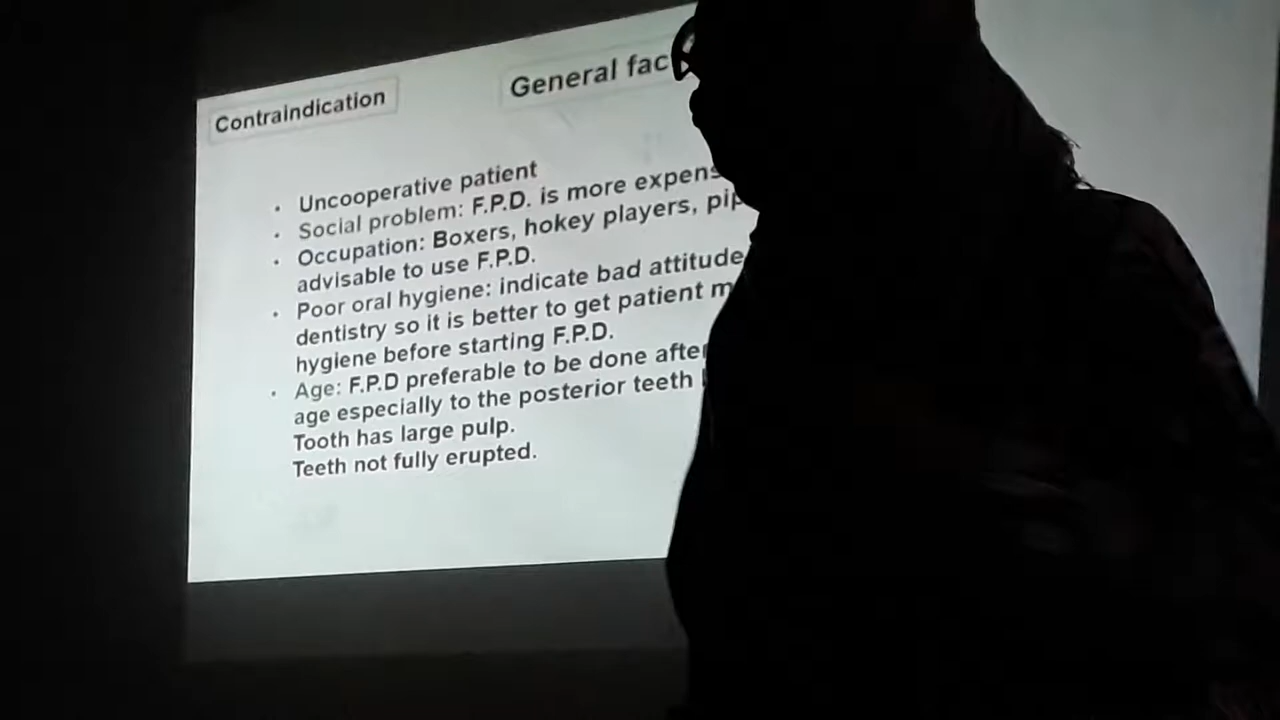 Contraindication
General fac
Uncooperative patient
Social problem: F.P.D. is more expens
Occupation: Boxers, hokey players, pip
advisable to use F.P.D.
Poor oral hygiene: indicate bad attitude
dentistry so it is better to get patient m
hygiene before starting F.P.D.
Age: F.P.D preferable to be done after
age especially to the posterior teeth
Tooth has large pulp.
Teeth not fully erupted.